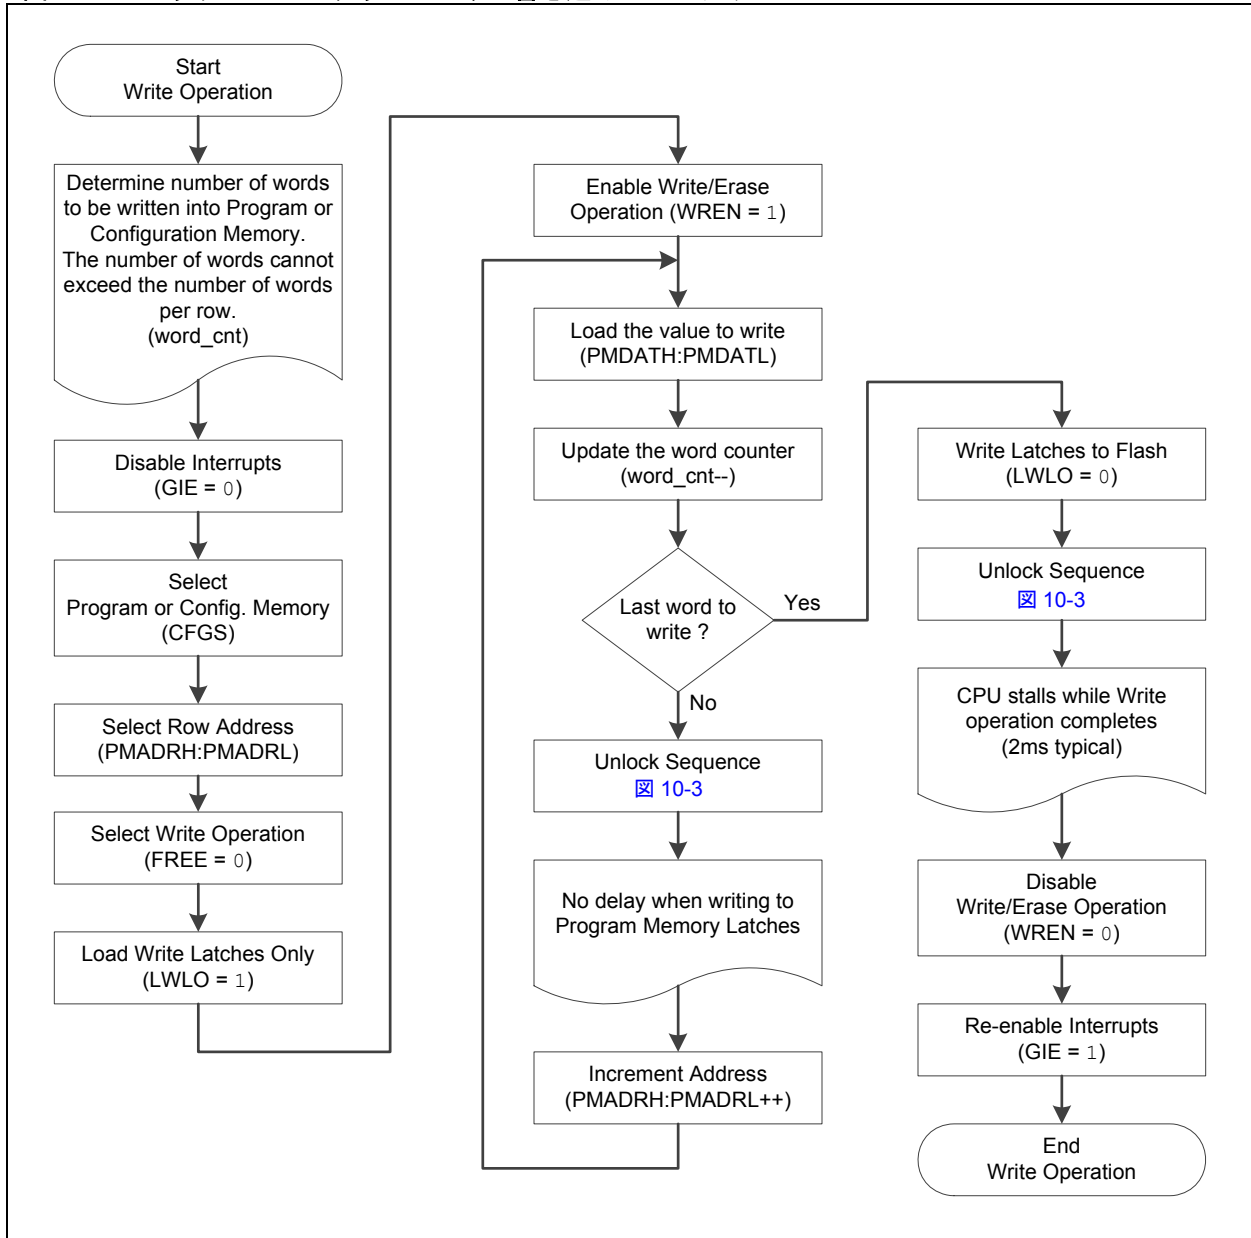 Start
Write Operation
Determine number of words
to be written into Program or
Configuration Memory.
The number of words cannot
exceed the number of words
per row.
(word_cnt)
Disable Interrupts
(GIE = 0)
Select
Program or Config. Memory
(CFGS)
Select Row Address
(PMADRH:PMADRL)
Select Write Operation
(FREE = 0)
Load Write Latches Only
(LWLO = 1)
Enable Write/Erase
Operation (WREN = 1)
Load the value to write
(PMDATH:PMDATL)
Update the word counter
(word_cnt--)
Last word to
write ?
Yes
No
Unlock Sequence
図 10-3
No delay when writing to
Program Memory Latches
Increment Address
(PMADRH:PMADRL++)
Write Latches to Flash
(LWLO = 0)
Unlock Sequence
図 10-3
CPU stalls while Write
operation completes
(2ms typical)
Disable
Write/Erase Operation
(WREN = 0)
Re-enable Interrupts
(GIE = 1)
End
Write Operation